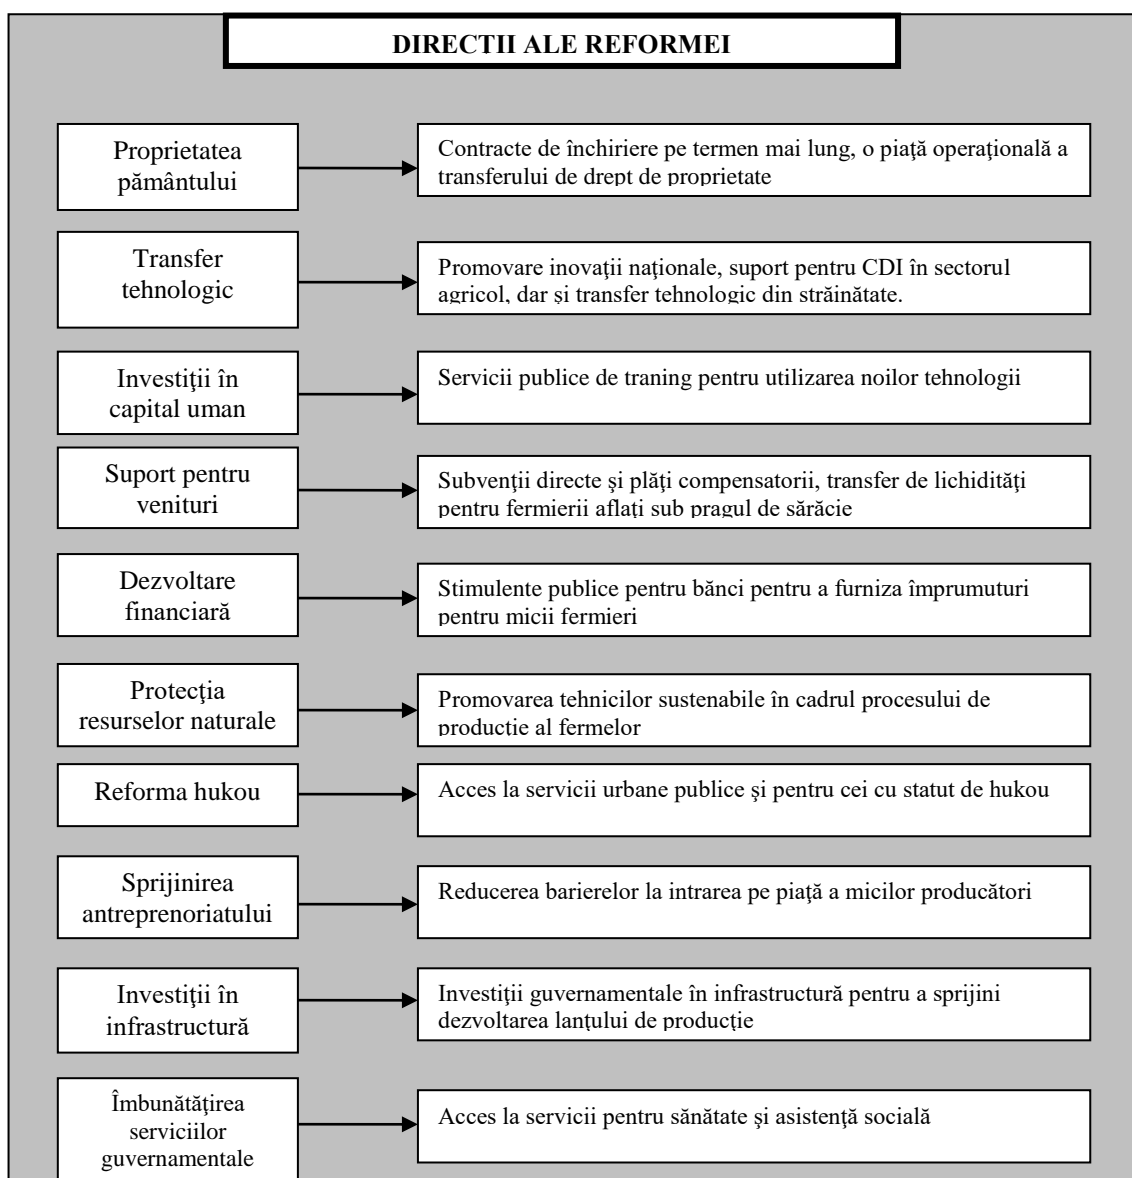 DIRECTII ALE REFORMEI
Proprietatea
pământului
Contracte de închiriere pe termen mai lung, o piaţă operaţională a
transferului de drept de proprietate
Transfer
tehnologic
Promovare inovaţii naţionale, suport pentru CDI în sectorul
agricol, dar şi transfer tehnologic din străinătate.
Investiţii în
capital uman
Servicii publice de traning pentru utilizarea noilor tehnologii
Suport pentru
venituri
Subvenţii directe şi plăţi compensatorii, transfer de lichidităţi
pentru fermierii aflaţi sub pragul de sărăcie
Dezvoltare
financiară
Stimulente publice pentru bănci pentru a furniza împrumuturi
pentru micii fermieri
Protecţia
resurselor naturale
Promovarea tehnicilor sustenabile în cadrul procesului de
producţie al fermelor
Reforma hukou
Acces la servicii urbane publice şi pentru cei cu statut de hukou
Sprijinirea
antreprenoriatului
Reducerea barierelor la intrarea pe piaţă a micilor producători
Investiţii în
infrastructură
Investiţii guvernamentale în infrastructură pentru a sprijini
dezvoltarea lanţului de producţie
Îmbunătăţirea
serviciilor
guvernamentale
Acces la servicii pentru sănătate şi asistenţă socială